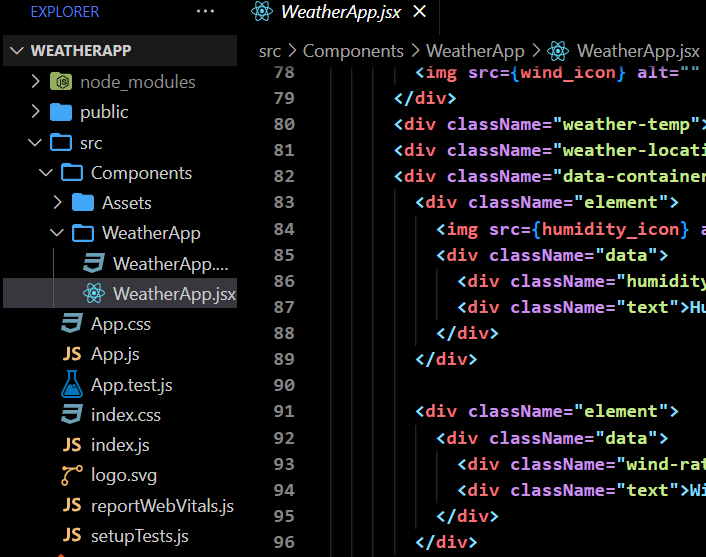 EXPLORER ···
WEATHERAPP
node_modules
public
src
Components
Assets
WeatherApp
WeatherApp....
WeatherApp.jsx
App.css
JS App.js
App.test.js
index.css
JS index.js
logo.svg
JS reportWebVitals.js
JS setupTests.js
WeatherApp.jsx ×
src > Components > WeatherApp > WeatherApp.jsx
78 <img src={wind_icon} alt=""
79 </div>
80 <div className="weather-temp">
81 <div className="weather-locati
82 <div className="data-container
83 <div className="element">
84 <img src={humidity_icon} a
85 <div className="data">
86 <div className="humidity
87 <div className="text">Hu
88 </div>
89 </div>
90
91 <div className="element">
92 <div className="data">
93 <div className="wind-rat
94 <div className="text">Wi
95 </div>
96 </div>